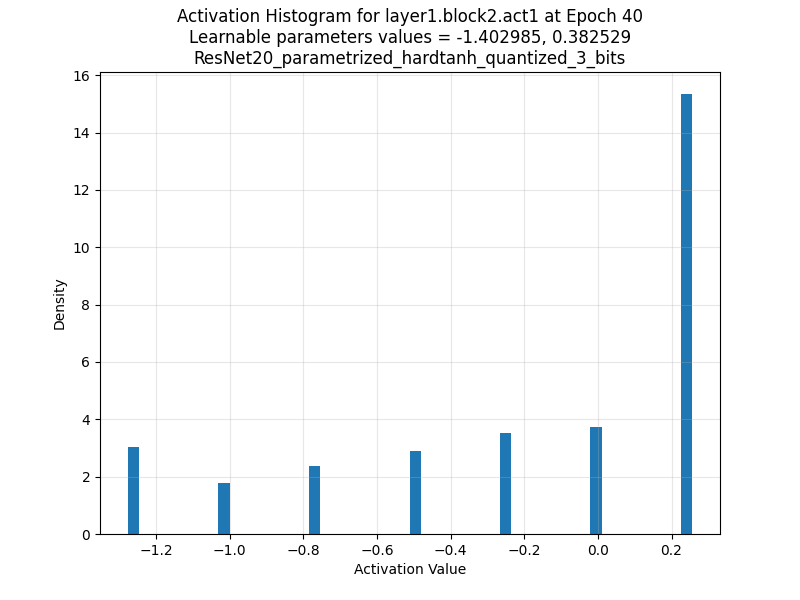 Activation Histogram for layer1.block2.act1 at Epoch 40
Learnable parameters values = -1.402985, 0.382529
ResNet20_parametrized_hardtanh_quantized_3_bits
16
14
12
10
8
6
4
2
0
Density
−1.2 −1.0 −0.8 −0.6 −0.4 −0.2 0.0 0.2
Activation Value